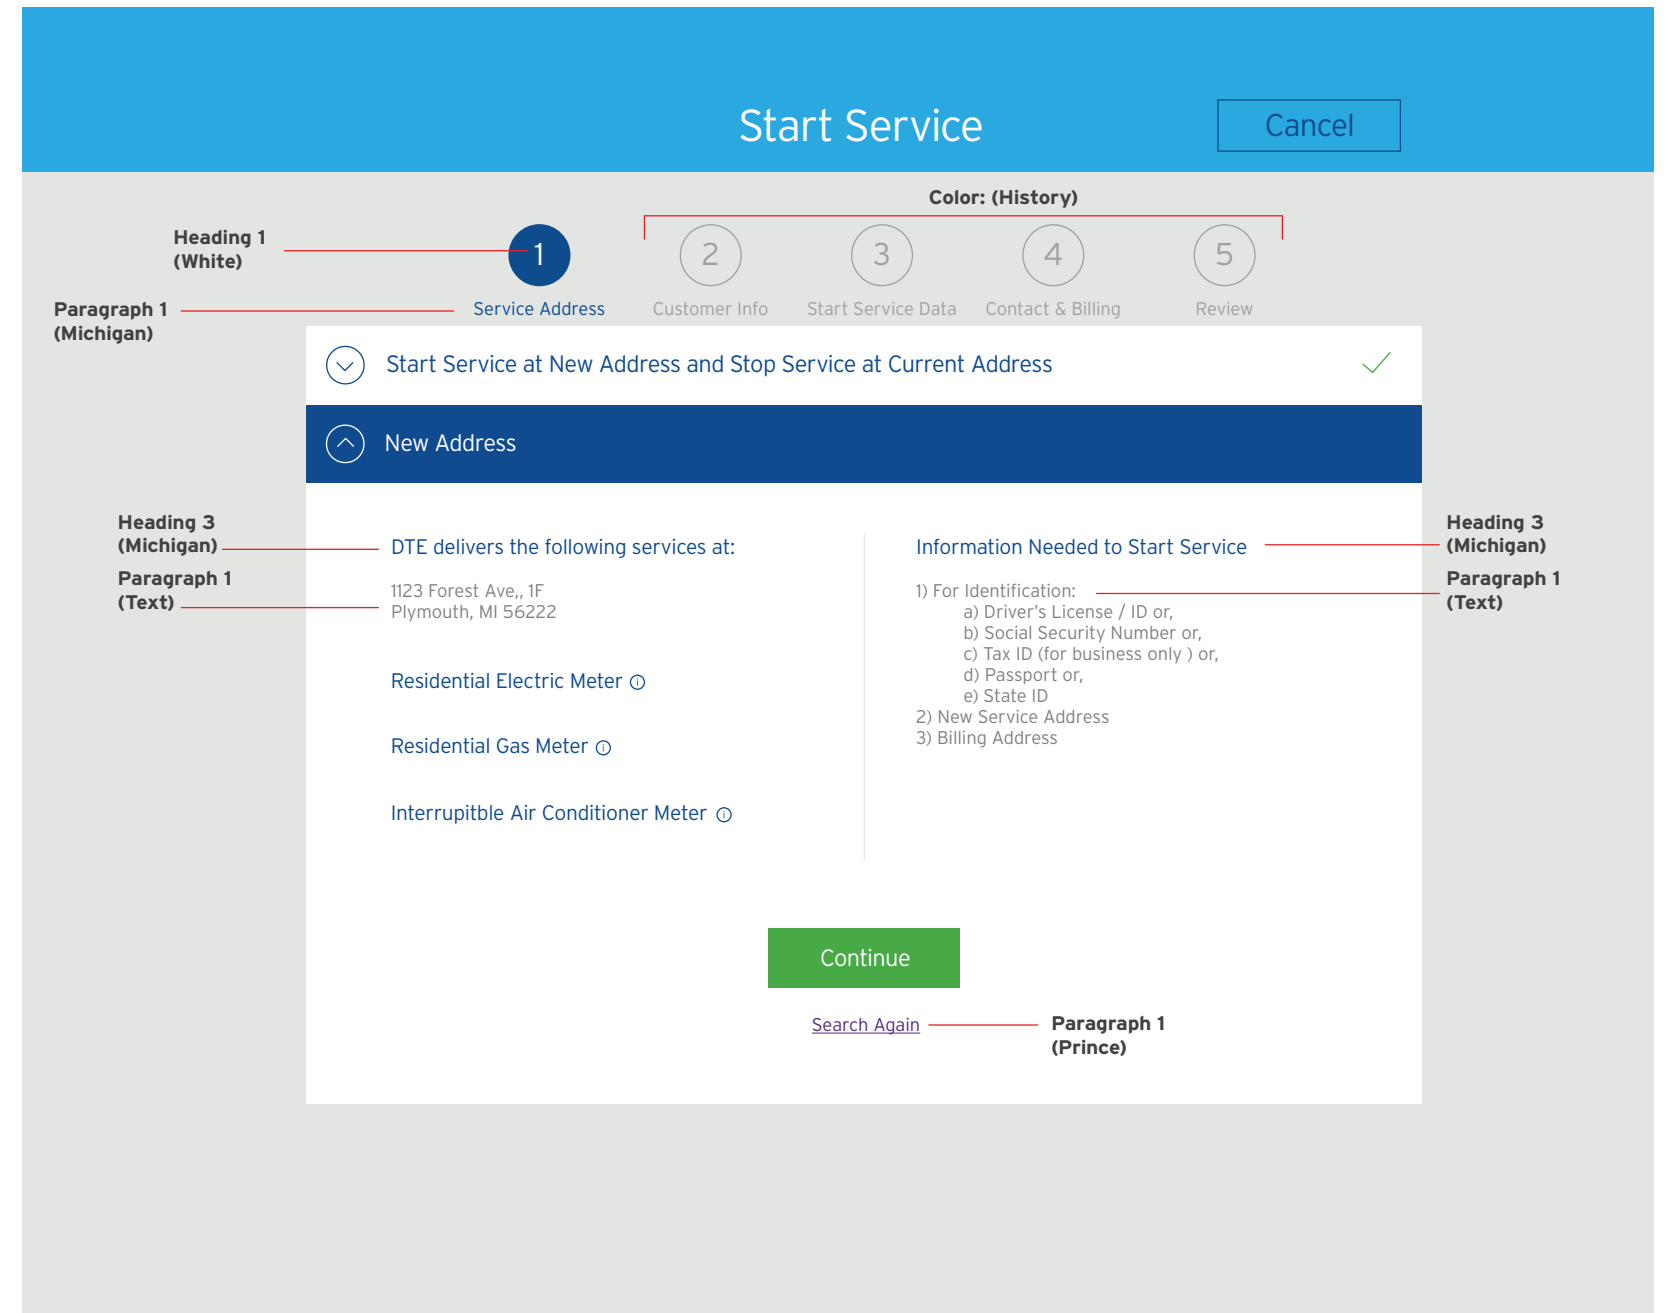 Start Service
Cancel
Color: (History)
Heading 1
(White)
1
2
3
4
5
Paragraph 1
(Michigan)
Service Address
Customer Info
Start Service Data
Contact & Billing
Review
Start Service at New Address and Stop Service at Current Address
New Address
Heading 3
(Michigan)
DTE delivers the following services at:
Paragraph 1
(Text)
1123 Forest Ave,, 1F
Plymouth, MI 56222
Residential Electric Meter
Residential Gas Meter
Interrupitble Air Conditioner Meter
Information Needed to Start Service
Heading 3
(Michigan)
1) For Identification:
a) Driver's License / ID or,
b) Social Security Number or,
c) Tax ID (for business only ) or,
d) Passport or,
e) State ID
2) New Service Address
3) Billing Address
Paragraph 1
(Text)
Continue
Search Again
Paragraph 1
(Prince)